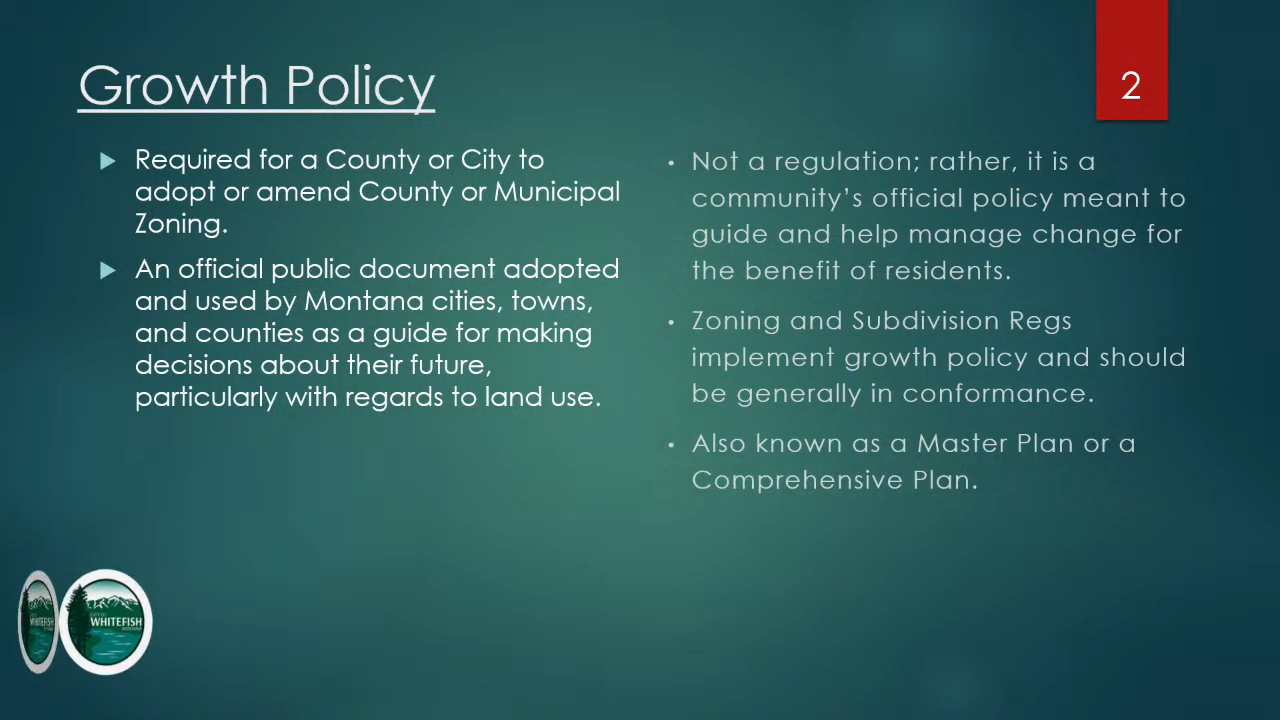 Growth Policy
2
Required for a County or City to
adopt or amend County or Municipal
Zoning.
An official public document adopted
and used by Montana cities, towns,
and counties as a guide for making
decisions about their future,
particularly with regards to land use.
Not a regulation; rather, it is a
community's official policy meant to
guide and help manage change for
the benefit of residents.
Zoning and Subdivision Regs
implement growth policy and should
be generally in conformance.
Also known as a Master Plan or a
Comprehensive Plan.
WHITEFISH
CITY OF
WHITEFISH
MONTANA